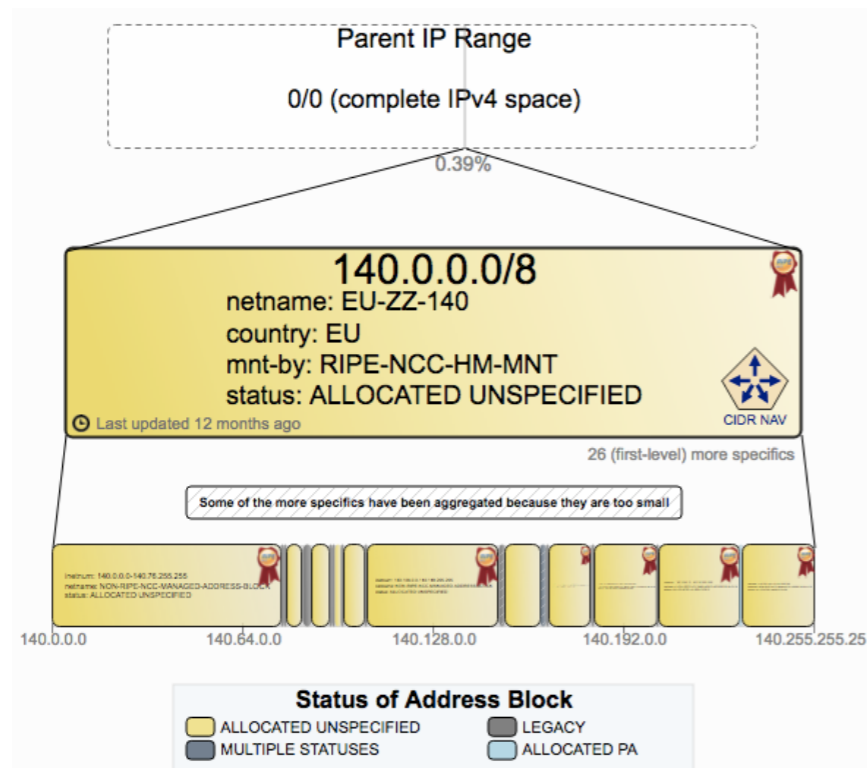 Parent IP Range
0/0 (complete IPv4 space)
0.39%
140.0.0.0/8
netname: EU-ZZ-140
country: EU
mnt-by: RIPE-NCC-HM-MNT
status: ALLOCATED UNSPECIFIED
CIDR NAV
Last updated 12 months ago
26 (first-level) more specifics
Some of the more specifics have been aggregated because they are too small
inetnum: 140.0.0.0-140.76.255.255
netname: NON-RIPE-NCC-MANAGED-ADDRESS-BLOCK
status: ALLOCATED UNSPECIFIED
140.0.0.0 140.64.0.0 140.128.0.0 140.192.0.0 140.255.255.25
Status of Address Block
ALLOCATED UNSPECIFIED LEGACY
MULTIPLE STATUSES ALLOCATED PA